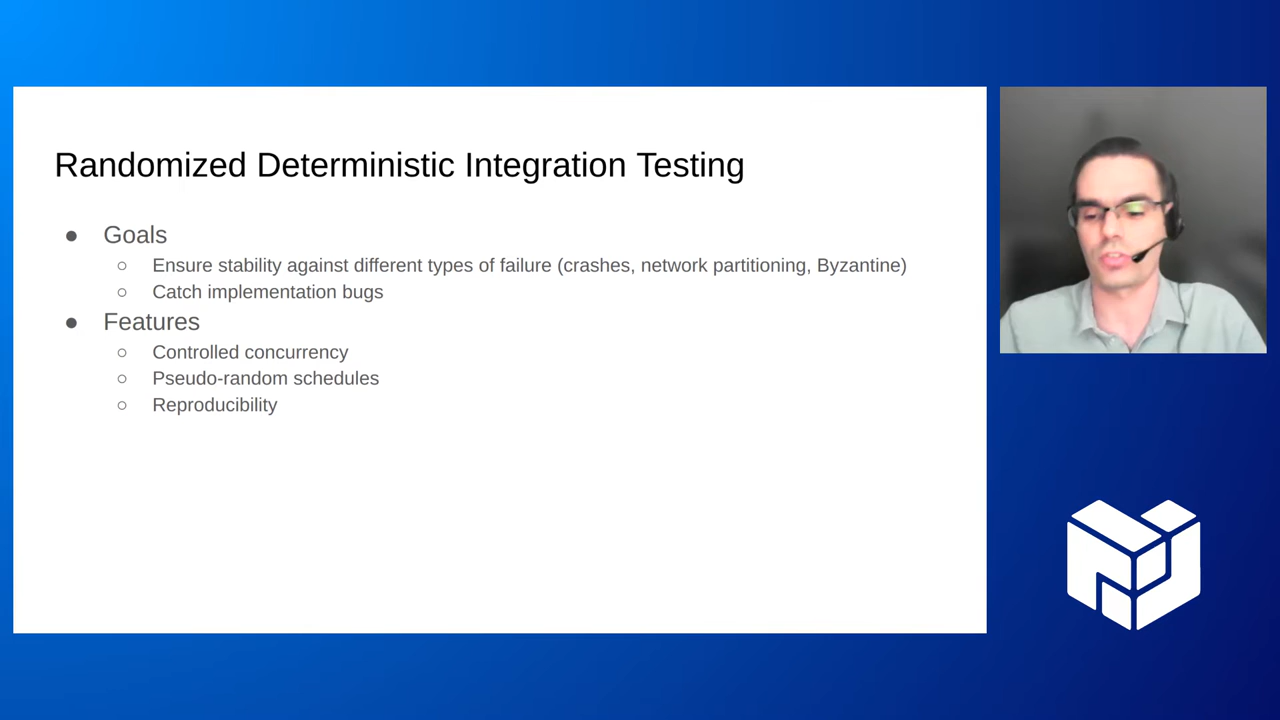 Randomized Deterministic Integration Testing
● Goals
○ Ensure stability against different types of failure (crashes, network partitioning, Byzantine)
○ Catch implementation bugs
● Features
○ Controlled concurrency
○ Pseudo-random schedules
○ Reproducibility